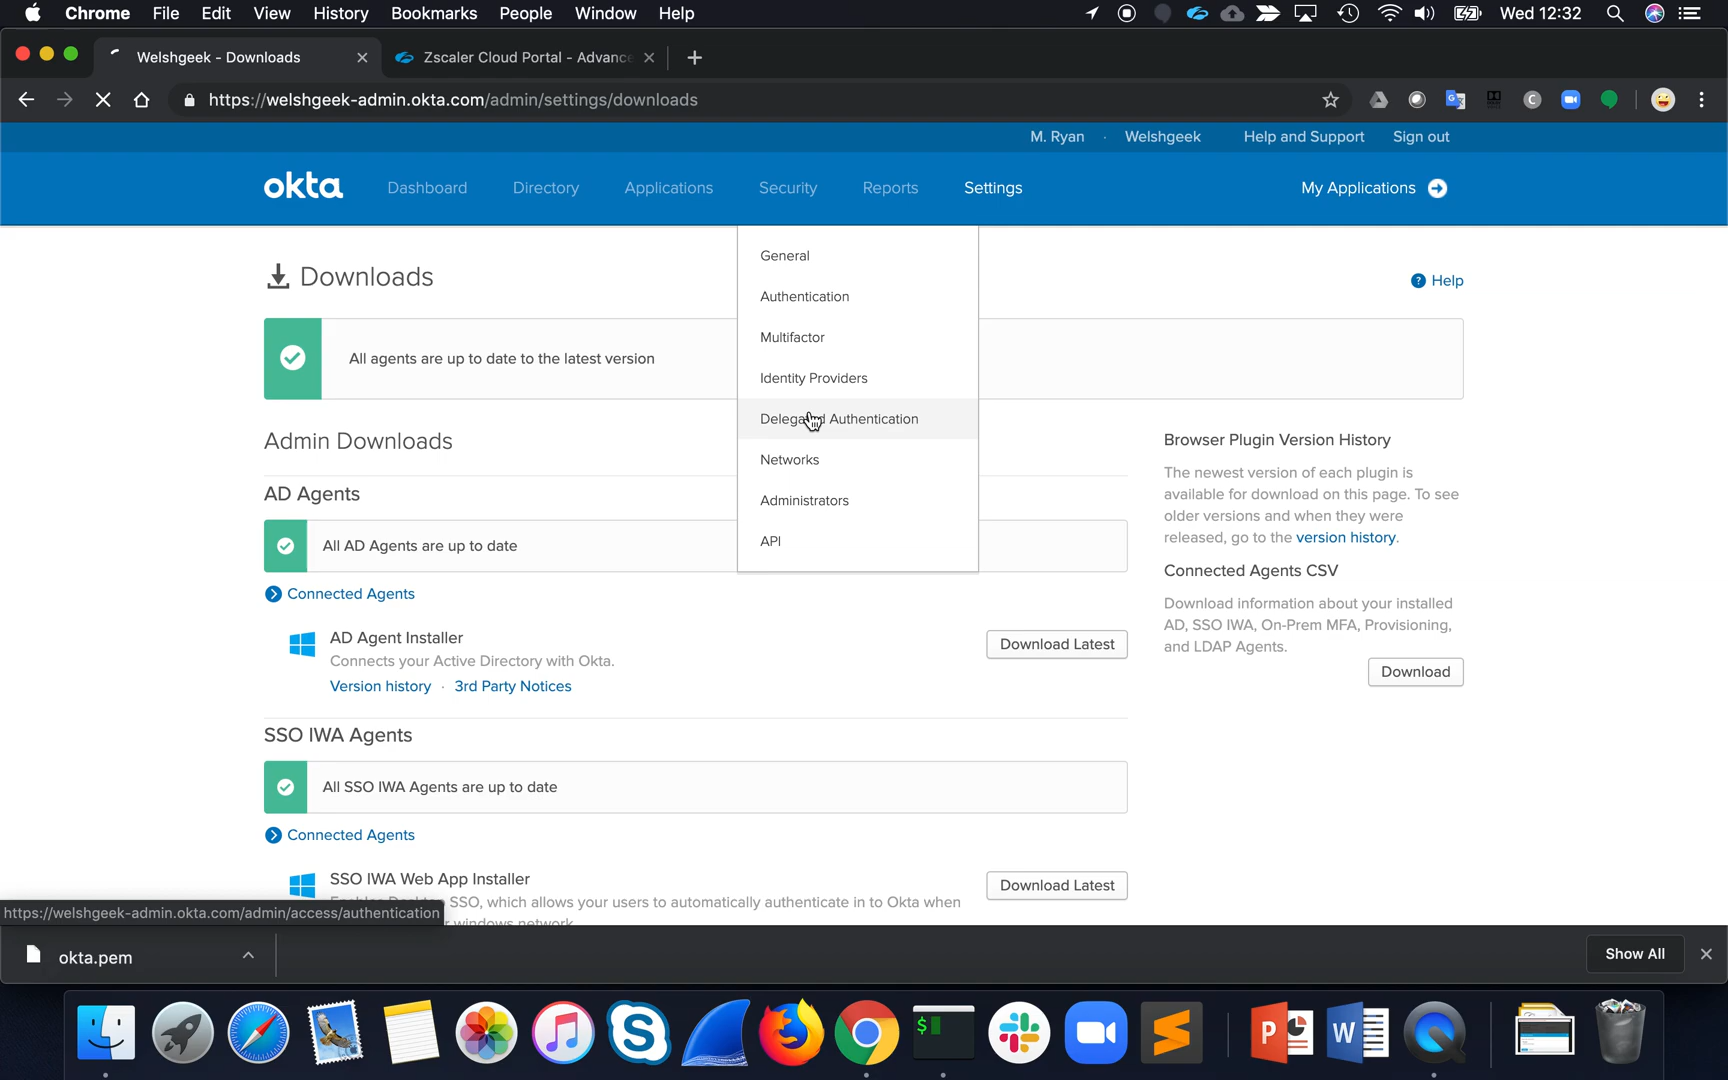 Chrome File Edit View History Bookmarks People Window Help Wed 12:32
Welshgeek - Downloads Zscaler Cloud Portal - Advance
https://welshgeek-admin.okta.com/admin/settings/downloads
M. Ryan · Welshgeek Help and Support Sign out
okta Dashboard Directory Applications Security Reports Settings My Applications
General
Authentication
Multifactor
Identity Providers
Delegated Authentication
Networks
Administrators
API
Downloads
Help
All agents are up to date to the latest version
Admin Downloads
AD Agents
All AD Agents are up to date
Connected Agents
AD Agent Installer
Connects your Active Directory with Okta.
Version history · 3rd Party Notices
Download Latest
SSO IWA Agents
All SSO IWA Agents are up to date
Connected Agents
SSO IWA Web App Installer
SSO, which allows your users to automatically authenticate in to Okta when
windows network.
Download Latest
Browser Plugin Version History
The newest version of each plugin is
available for download on this page. To see
older versions and when they were
released, go to the version history.
Connected Agents CSV
Download information about your installed
AD, SSO IWA, On-Prem MFA, Provisioning,
and LDAP Agents.
Download
https://welshgeek-admin.okta.com/admin/access/authentication
okta.pem
Show All